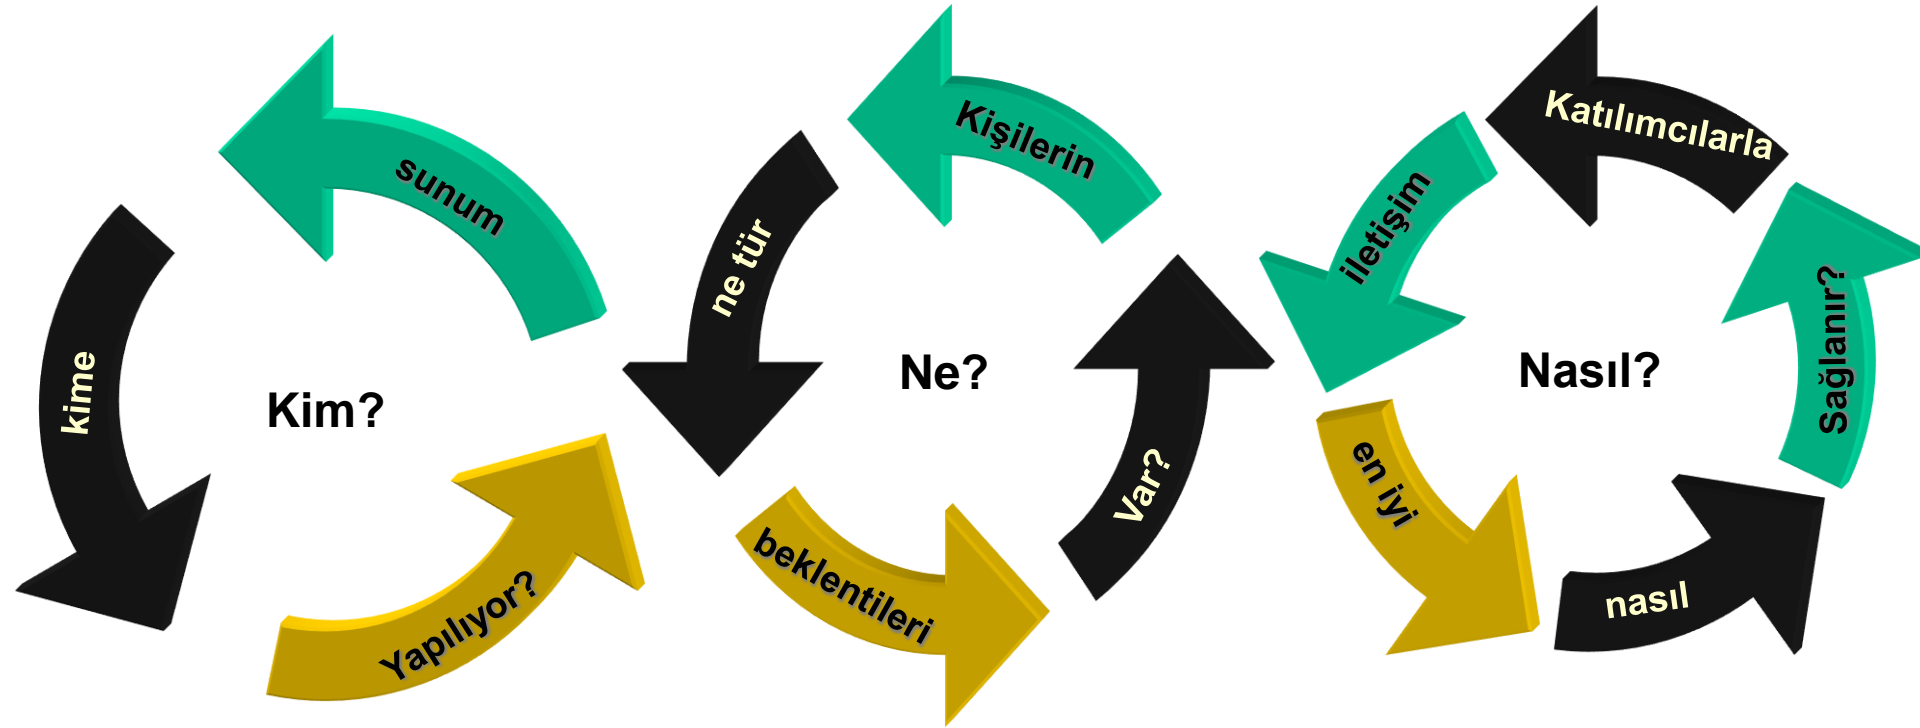 sunum
kime
Yapılıyor?
Kim?
Kişilerin
ne tür
beklentileri
Var?
Ne?
Katılımcılarla
iletişim
en iyi
nasıl
Sağlanır?
Nasıl?